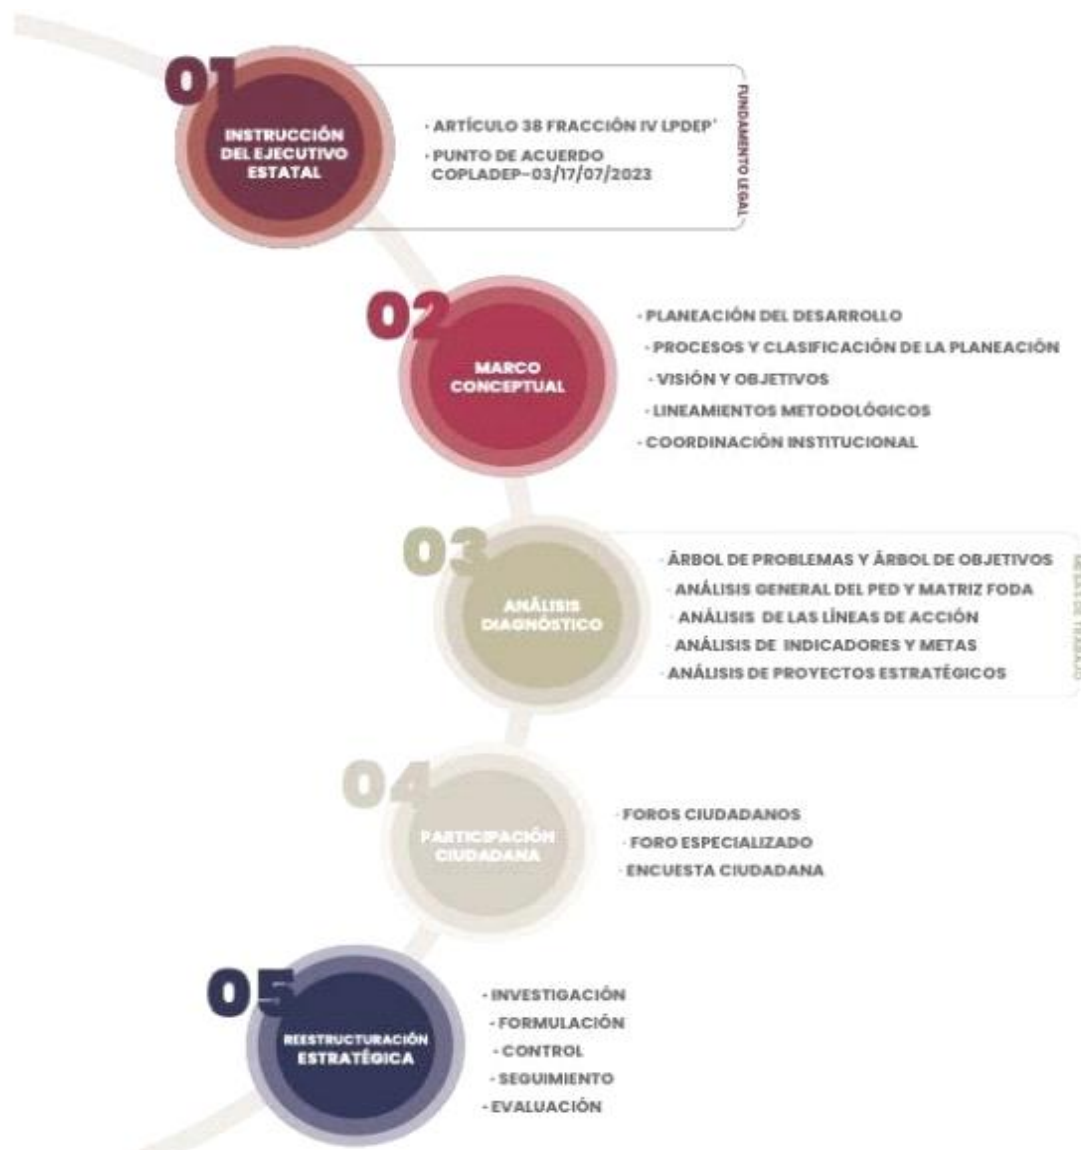 01
INSTRUCCIÓN
DEL EJECUTIVO
ESTATAL
· ARTÍCULO 38 FRACCIÓN IV LPDEP*
· PUNTO DE ACUERDO
COPLADEP-03/17/07/2023
FUNDAMENTO LEGAL
02
MARCO
CONCEPTUAL
· PLANEACIÓN DEL DESARROLLO
· PROCESOS Y CLASIFICACIÓN DE LA PLANEACIÓN
· VISIÓN Y OBJETIVOS
· LINEAMIENTOS METODOLÓGICOS
· COORDINACIÓN INSTITUCIONAL
03
ANÁLISIS
DIAGNÓSTICO
· ÁRBOL DE PROBLEMAS Y ÁRBOL DE OBJETIVOS
· ANÁLISIS GENERAL DEL PED Y MATRIZ FODA
· ANÁLISIS DE LAS LÍNEAS DE ACCIÓN
· ANÁLISIS DE INDICADORES Y METAS
· ANÁLISIS DE PROYECTOS ESTRATÉGICOS
04
PARTICIPACIÓN
CIUDADANA
· FOROS CIUDADANOS
· FORO ESPECIALIZADO
· ENCUESTA CIUDADANA
05
REESTRUCTURACIÓN
ESTRATÉGICA
· INVESTIGACIÓN
· FORMULACIÓN
· CONTROL
· SEGUIMIENTO
· EVALUACIÓN